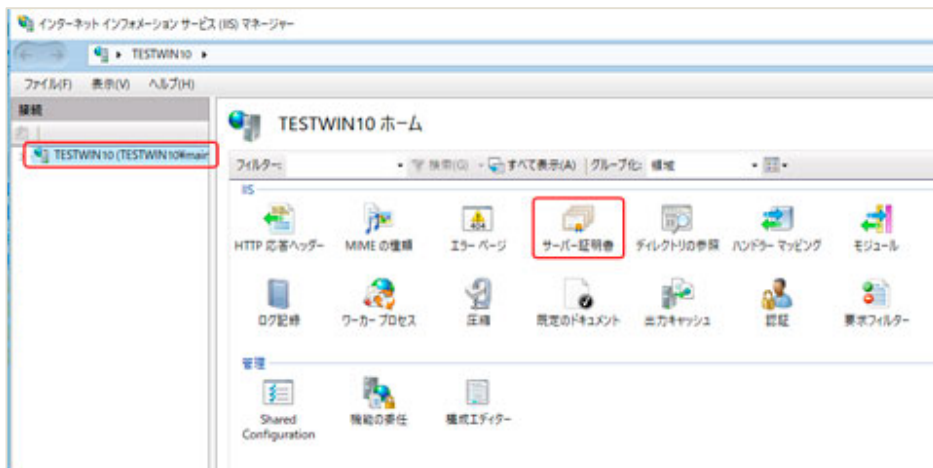 インターネット インフォメーション サービス (IIS) マネージャー
TESTWIN10
ファイル(F) 表示(V) ヘルプ(H)
接続
TESTWIN10 (TESTWIN10¥main
TESTWIN10 ホーム
フィルター: 検索(G) すべて表示(A) グループ化: 領域
IIS
HTTP 応答ヘッダー MIME の種類 エラー ページ サーバー証明書 ディレクトリの参照 ハンドラー マッピング モジュール
ログ記録 ワーカー プロセス 圧縮 既定のドキュメント 出力キャッシュ 認証 要求フィルター
管理
Shared 機能の委任 構成エディター
Configuration